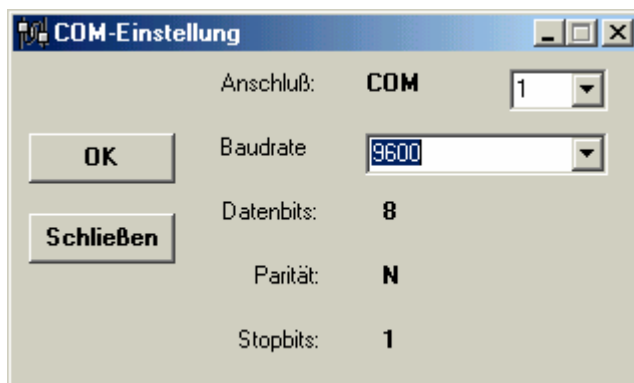 COM-Einstellung
Anschluß: COM 1
OK
Baudrate 9600
Datenbits: 8
Schließen
Parität: N
Stopbits: 1